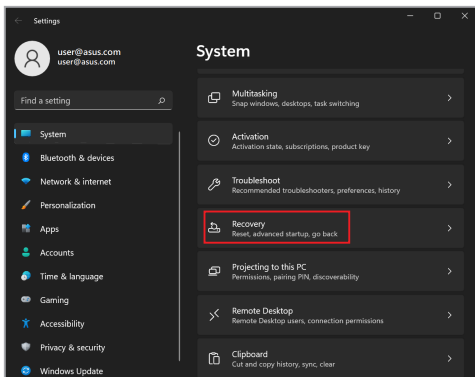 Settings
user@asus.com
user@asus.com
Find a setting
System
Bluetooth & devices
Network & internet
Personalization
Apps
Accounts
Time & language
Gaming
Accessibility
Privacy & security
Windows Update
System
Multitasking
Snap windows, desktops, task switching
Activation
Activation state, subscriptions, product key
Troubleshoot
Recommended troubleshooters, preferences, history
Recovery
Reset, advanced startup, go back
Projecting to this PC
Permissions, pairing PIN, discoverability
Remote Desktop
Remote Desktop users, connection permissions
Clipboard
Cut and copy history, sync, clear